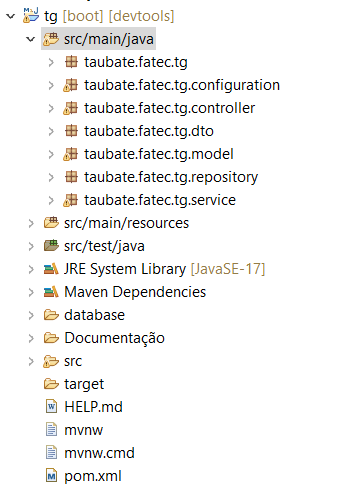 tg [boot] [devtools]
src/main/java
taubate.fatec.tg
taubate.fatec.tg.configuration
taubate.fatec.tg.controller
taubate.fatec.tg.dto
taubate.fatec.tg.model
taubate.fatec.tg.repository
taubate.fatec.tg.service
src/main/resources
src/test/java
JRE System Library [JavaSE-17]
Maven Dependencies
database
Documentação
src
target
HELP.md
mvnw
mvnw.cmd
pom.xml